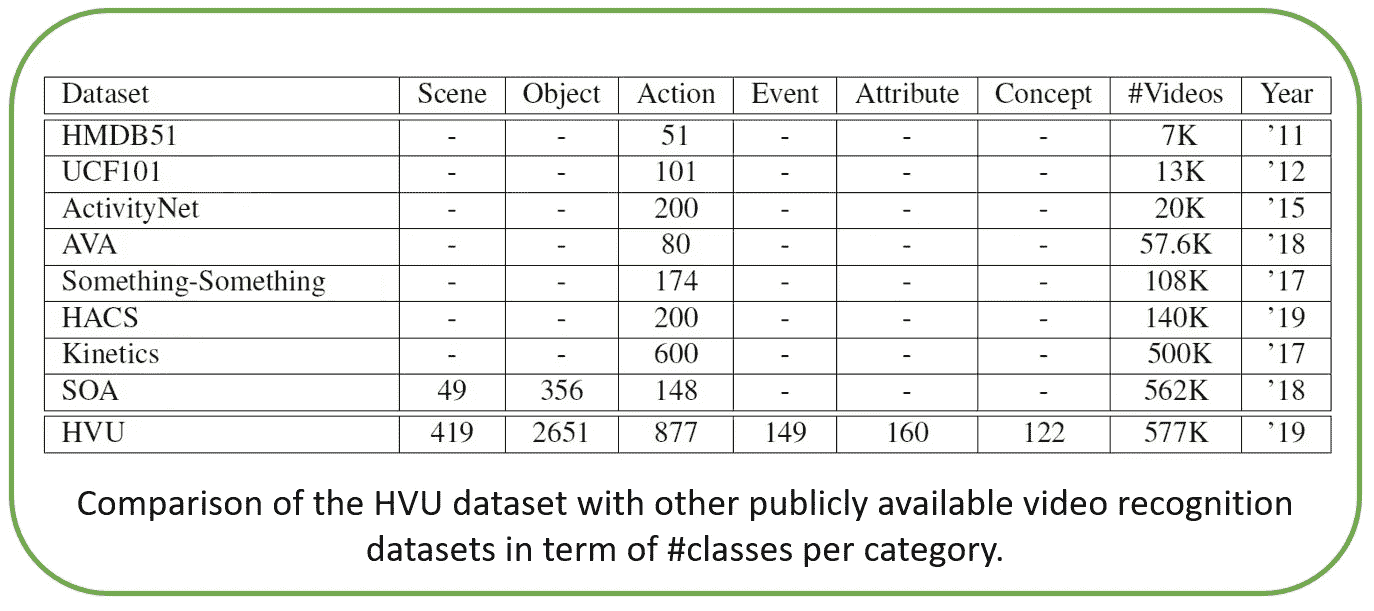 Dataset Scene Object Action Event Attribute Concept #Videos Year
HMDB51 - - 51 - - - 7K ’11
UCF101 - - 101 - - - 13K ’12
ActivityNet - - 200 - - - 20K ’15
AVA - - 80 - - - 57.6K ’18
Something-Something - - 174 - - - 108K ’17
HACS - - 200 - - - 140K ’19
Kinetics - - 600 - - - 500K ’17
SOA 49 356 148 - - - 562K ’18
HVU 419 2651 877 149 160 122 577K ’19
Comparison of the HVU dataset with other publicly available video recognition
datasets in term of #classes per category.